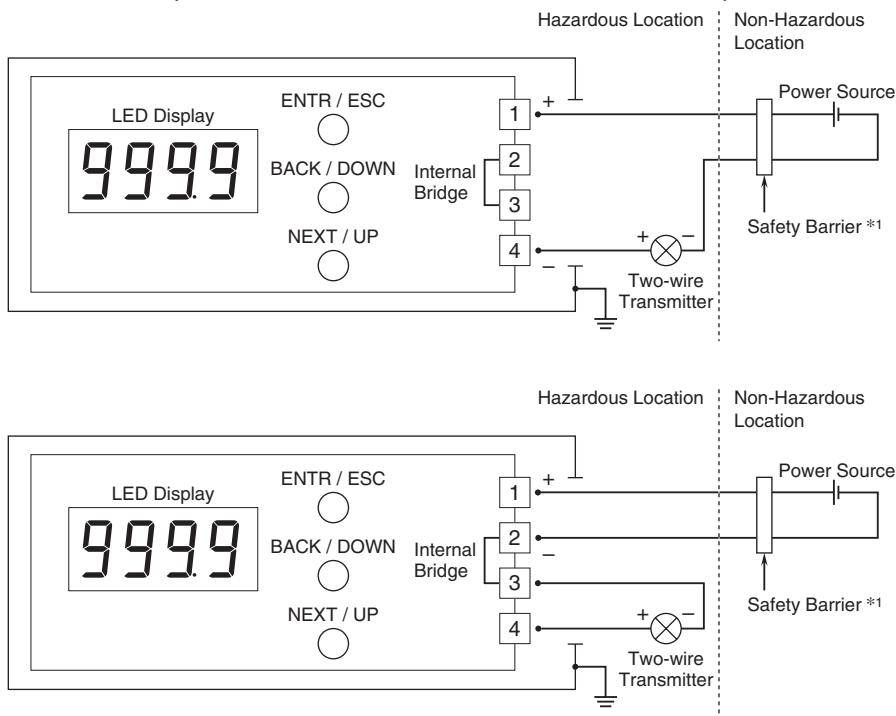 Hazardous Location
Non-Hazardous
Location
Power Source
LED Display
999.9
ENTR / ESC
BACK / DOWN
NEXT / UP
Internal
Bridge
1
2
3
4
+
–
+
–
Two-wire
Transmitter
Safety Barrier *1
Hazardous Location
Non-Hazardous
Location
Power Source
LED Display
999.9
ENTR / ESC
BACK / DOWN
NEXT / UP
Internal
Bridge
1
2
3
4
+
–
+
–
Two-wire
Transmitter
Safety Barrier *1